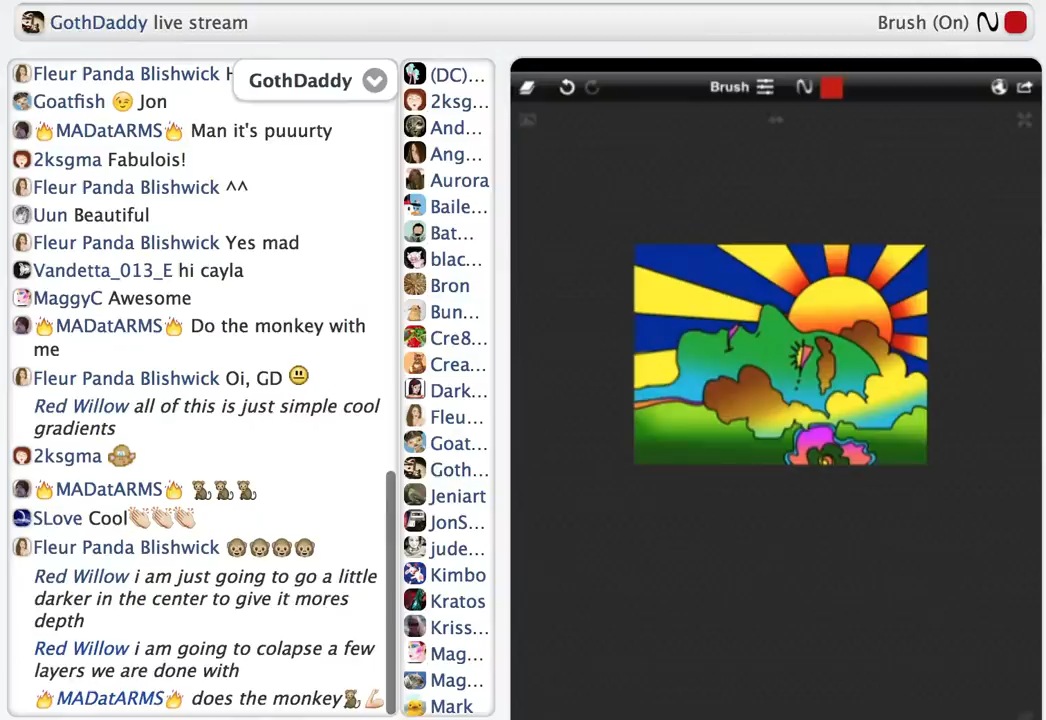 GothDaddy live stream
Brush (On)
Fleur Panda Blishwick
GothDaddy
Goatfish 😉 Jon
🔥MADatARMS🔥 Man it's puuurty
2ksgma Fabulois!
Fleur Panda Blishwick ^^
Uun Beautiful
Fleur Panda Blishwick Yes mad
Vandetta_013_E hi cayla
MaggyC Awesome
🔥MADatARMS🔥 Do the monkey with
me
Fleur Panda Blishwick Oi, GD 😐
Red Willow all of this is just simple cool
gradients
2ksgma 🐵
🔥MADatARMS🔥 🐒🐒🐒
SLove Cool👏👏👏
Fleur Panda Blishwick 🐵🐵🐵🐵
Red Willow i am just going to go a little
darker in the center to give it mores
depth
Red Willow i am going to colapse a few
layers we are done with
🔥MADatARMS🔥 does the monkey🐒💪
(DC)...
2ksg...
And...
Ang...
Aurora
Baile...
Bat...
blac...
Bron
Bun...
Cre8...
Crea...
Dark...
Fleu...
Goat...
Goth...
Jeniart
JonS...
jude...
Kimbo
Kratos
Kriss...
Mag...
Mag...
Mark
Brush